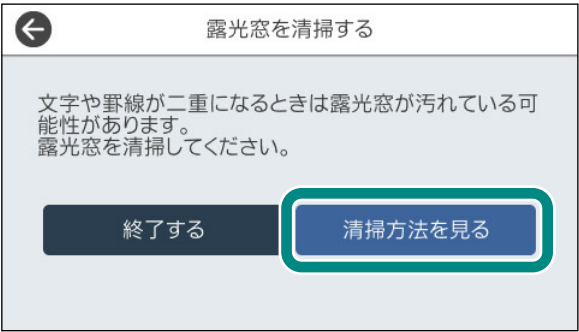 露光窓を清掃する
文字や罫線が二重になるときは露光窓が汚れている可
能性があります。
露光窓を清掃してください。
終了する
清掃方法を見る